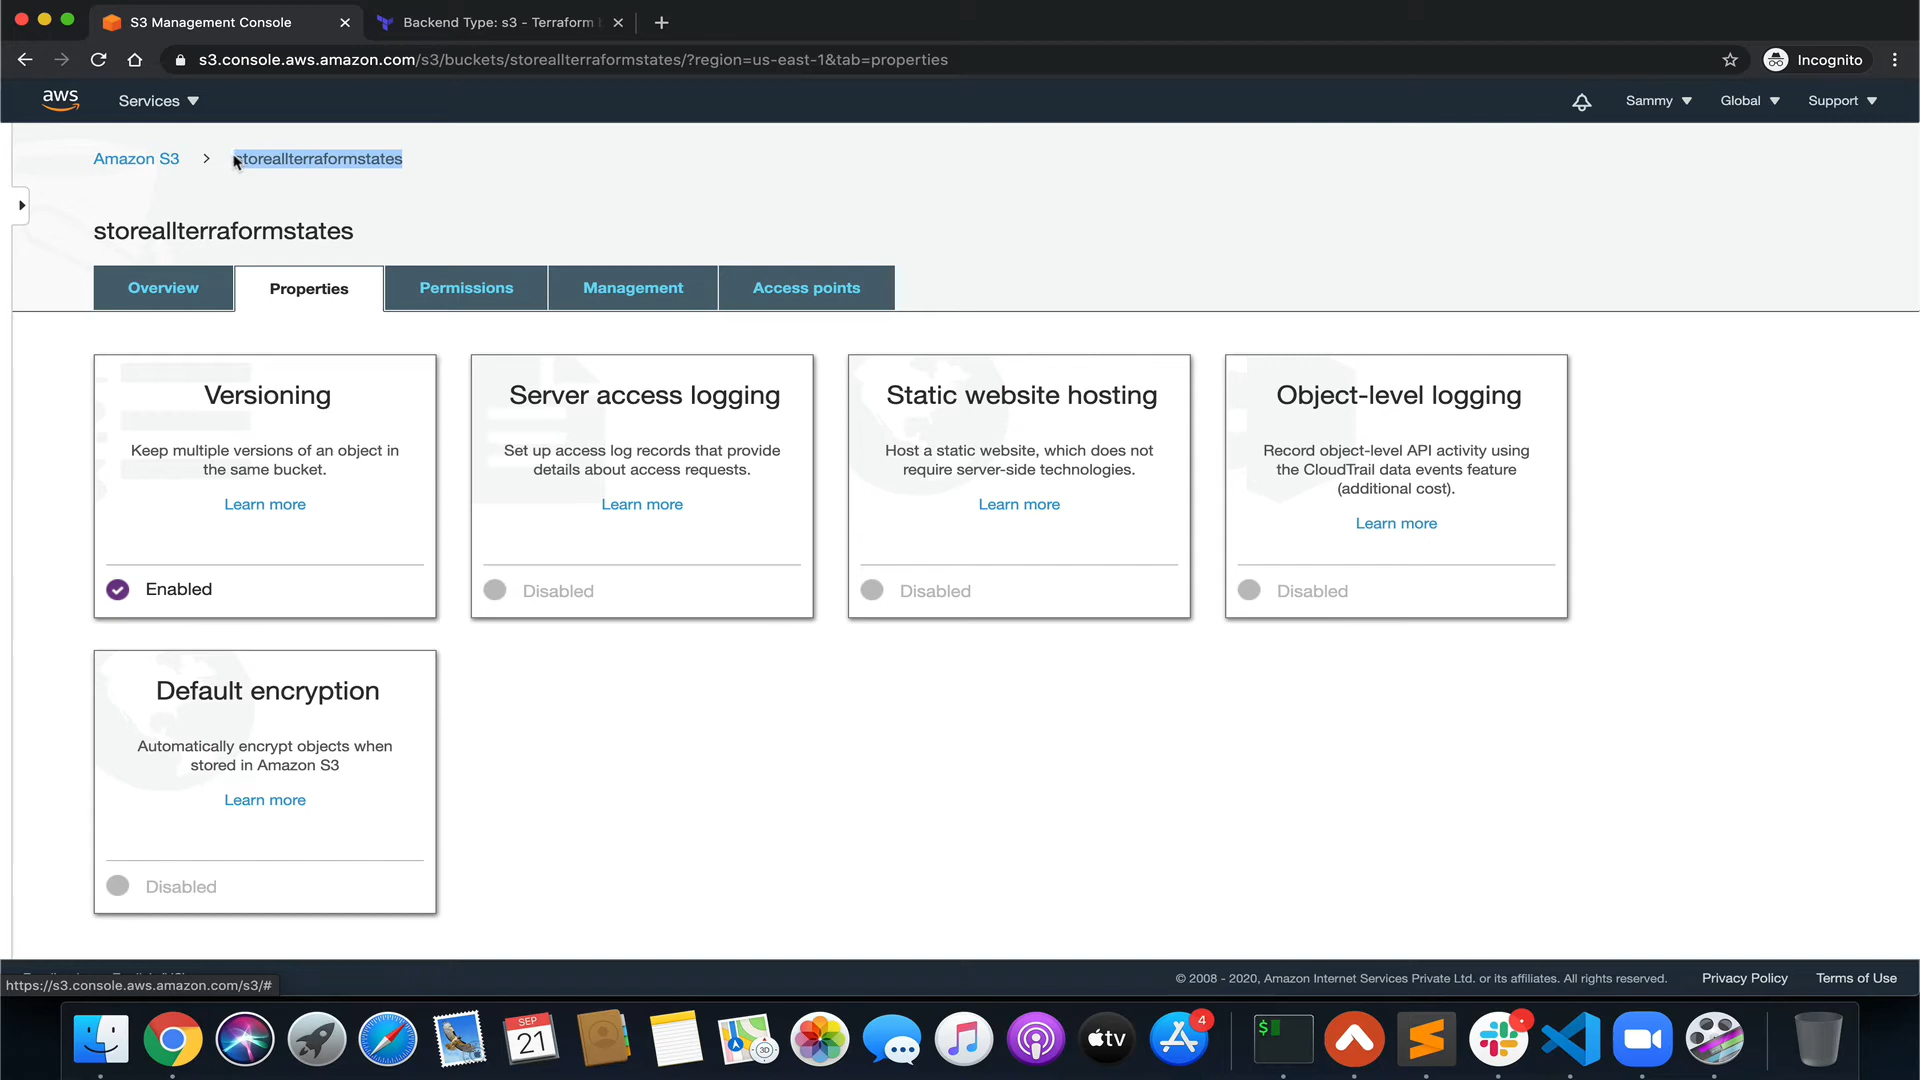 S3 Management Console
Backend Type: s3 - Terraform
s3.console.aws.amazon.com/s3/buckets/storeallterraformstates/?region=us-east-1&tab=properties
Incognito
aws
Services
Sammy
Global
Support
Amazon S3 > storeallterraformstates
storeallterraformstates
Overview
Properties
Permissions
Management
Access points
Versioning
Keep multiple versions of an object in
the same bucket.
Learn more
Enabled
Server access logging
Set up access log records that provide
details about access requests.
Learn more
Disabled
Static website hosting
Host a static website, which does not
require server-side technologies.
Learn more
Disabled
Object-level logging
Record object-level API activity using
the CloudTrail data events feature
(additional cost).
Learn more
Disabled
Default encryption
Automatically encrypt objects when
stored in Amazon S3
Learn more
Disabled
© 2008 - 2020, Amazon Internet Services Private Ltd. or its affiliates. All rights reserved.
Privacy Policy
Terms of Use
https://s3.console.aws.amazon.com/s3/#
SEP
21
3D
tv
4
$